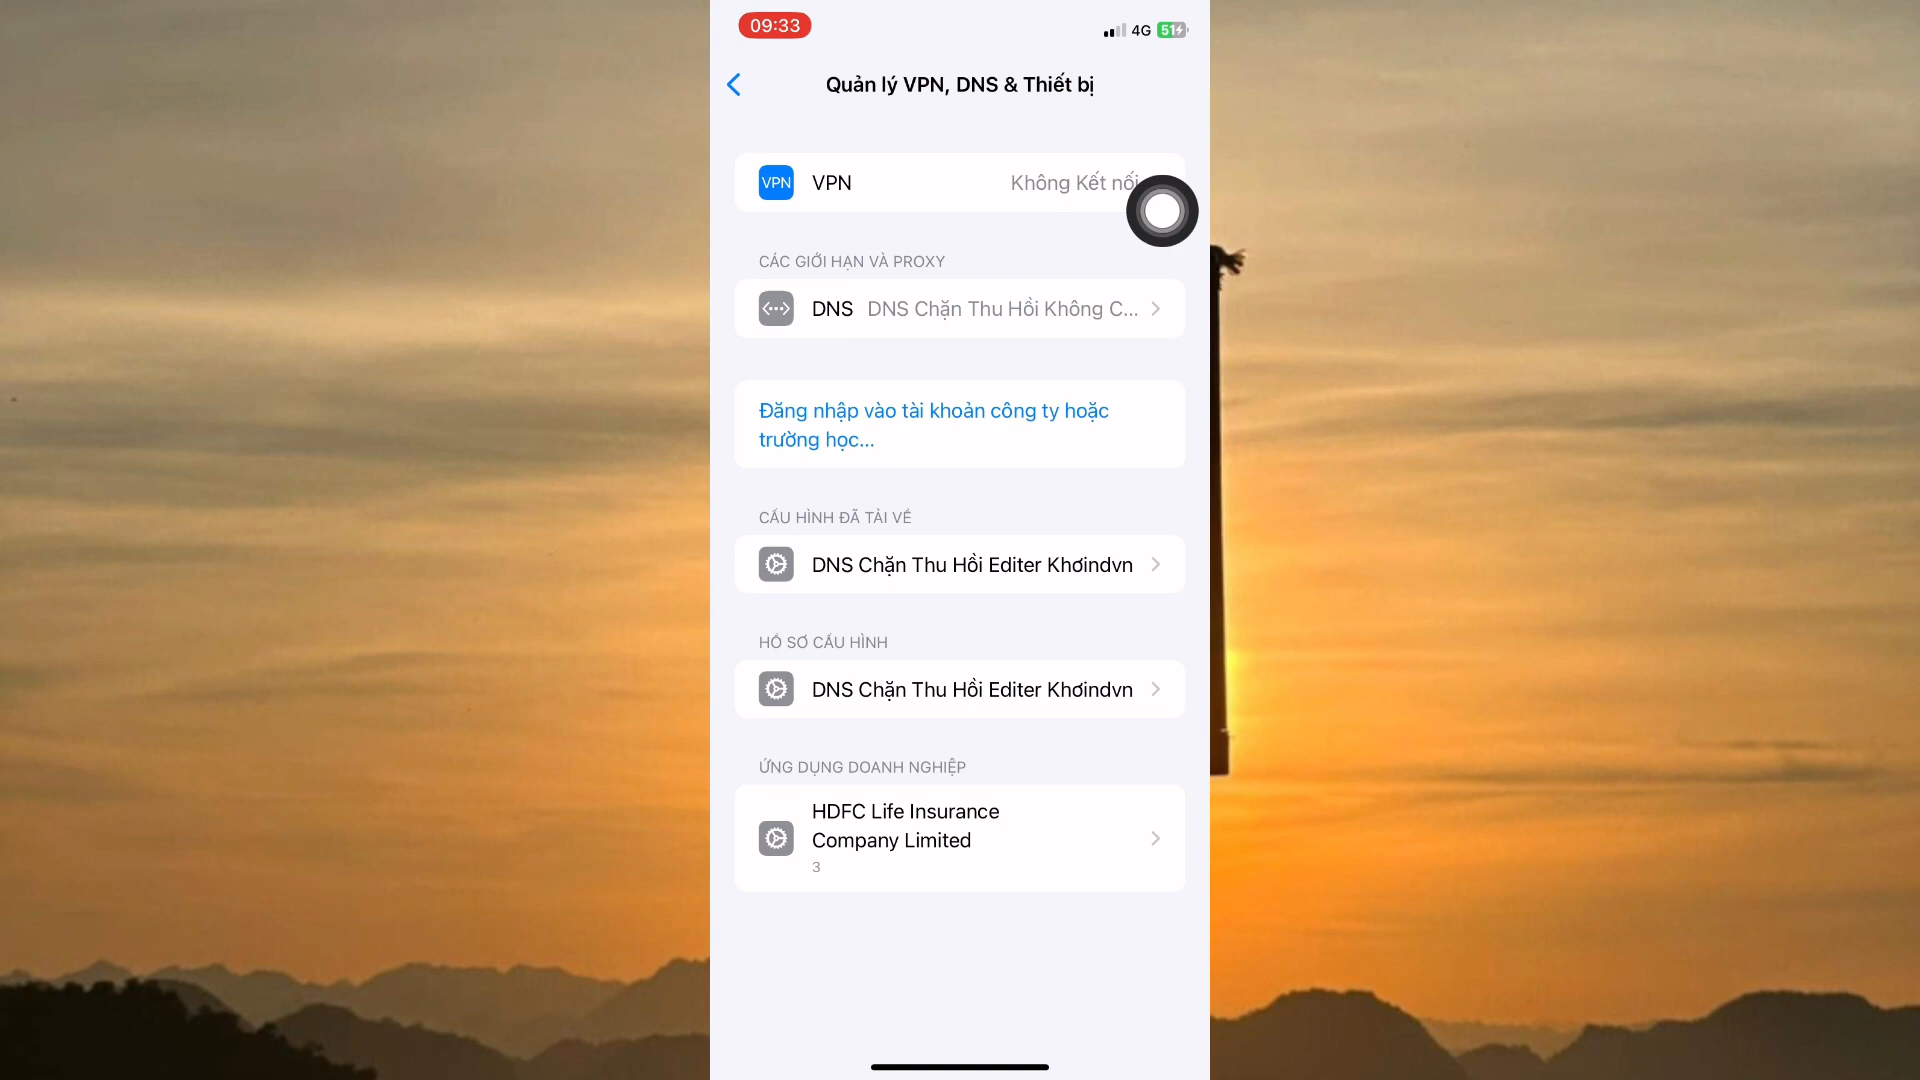 09:33
4G
51
Quản lý VPN, DNS & Thiết bị
VPN VPN Không Kết nối
CÁC GIỚI HẠN VÀ PROXY
DNS DNS Chặn Thu Hồi Không C...
Đăng nhập vào tài khoản công ty hoặc
trường học...
CẤU HÌNH ĐÃ TẢI VỀ
DNS Chặn Thu Hồi Editer Khơindvn
HỒ SƠ CẤU HÌNH
DNS Chặn Thu Hồi Editer Khơindvn
ỨNG DỤNG DOANH NGHIỆP
HDFC Life Insurance
Company Limited
3